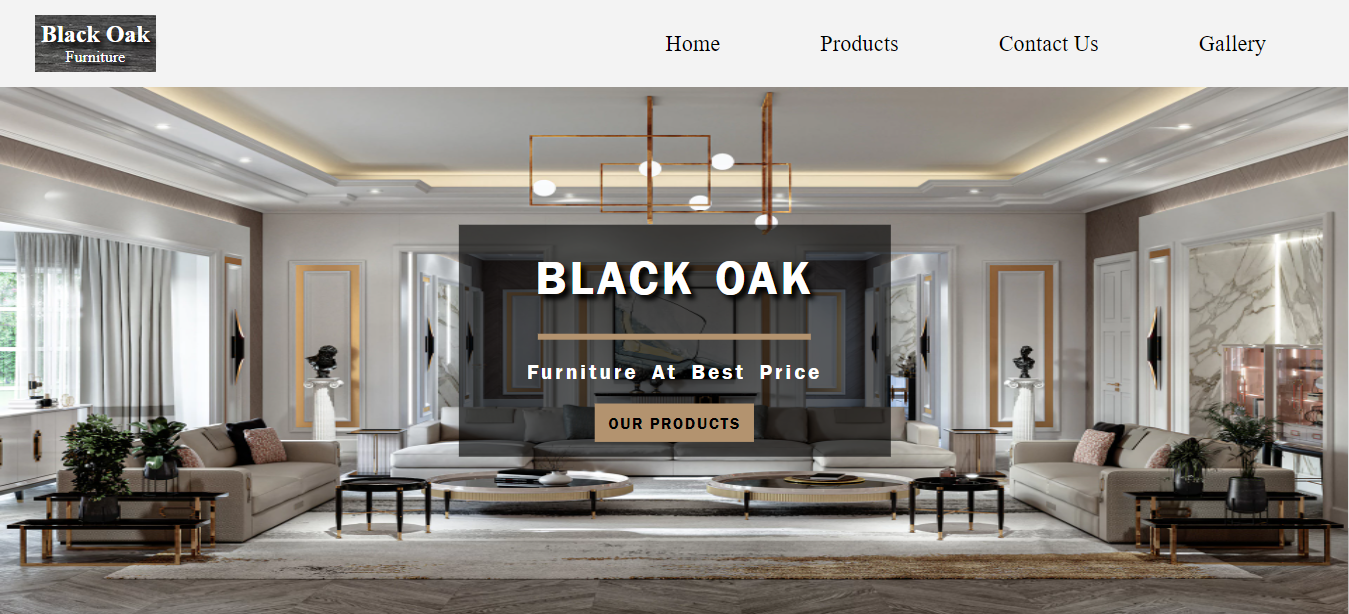 Black Oak
Furniture
Home
Products
Contact Us
Gallery
BLACK OAK
Furniture At Best Price
OUR PRODUCTS